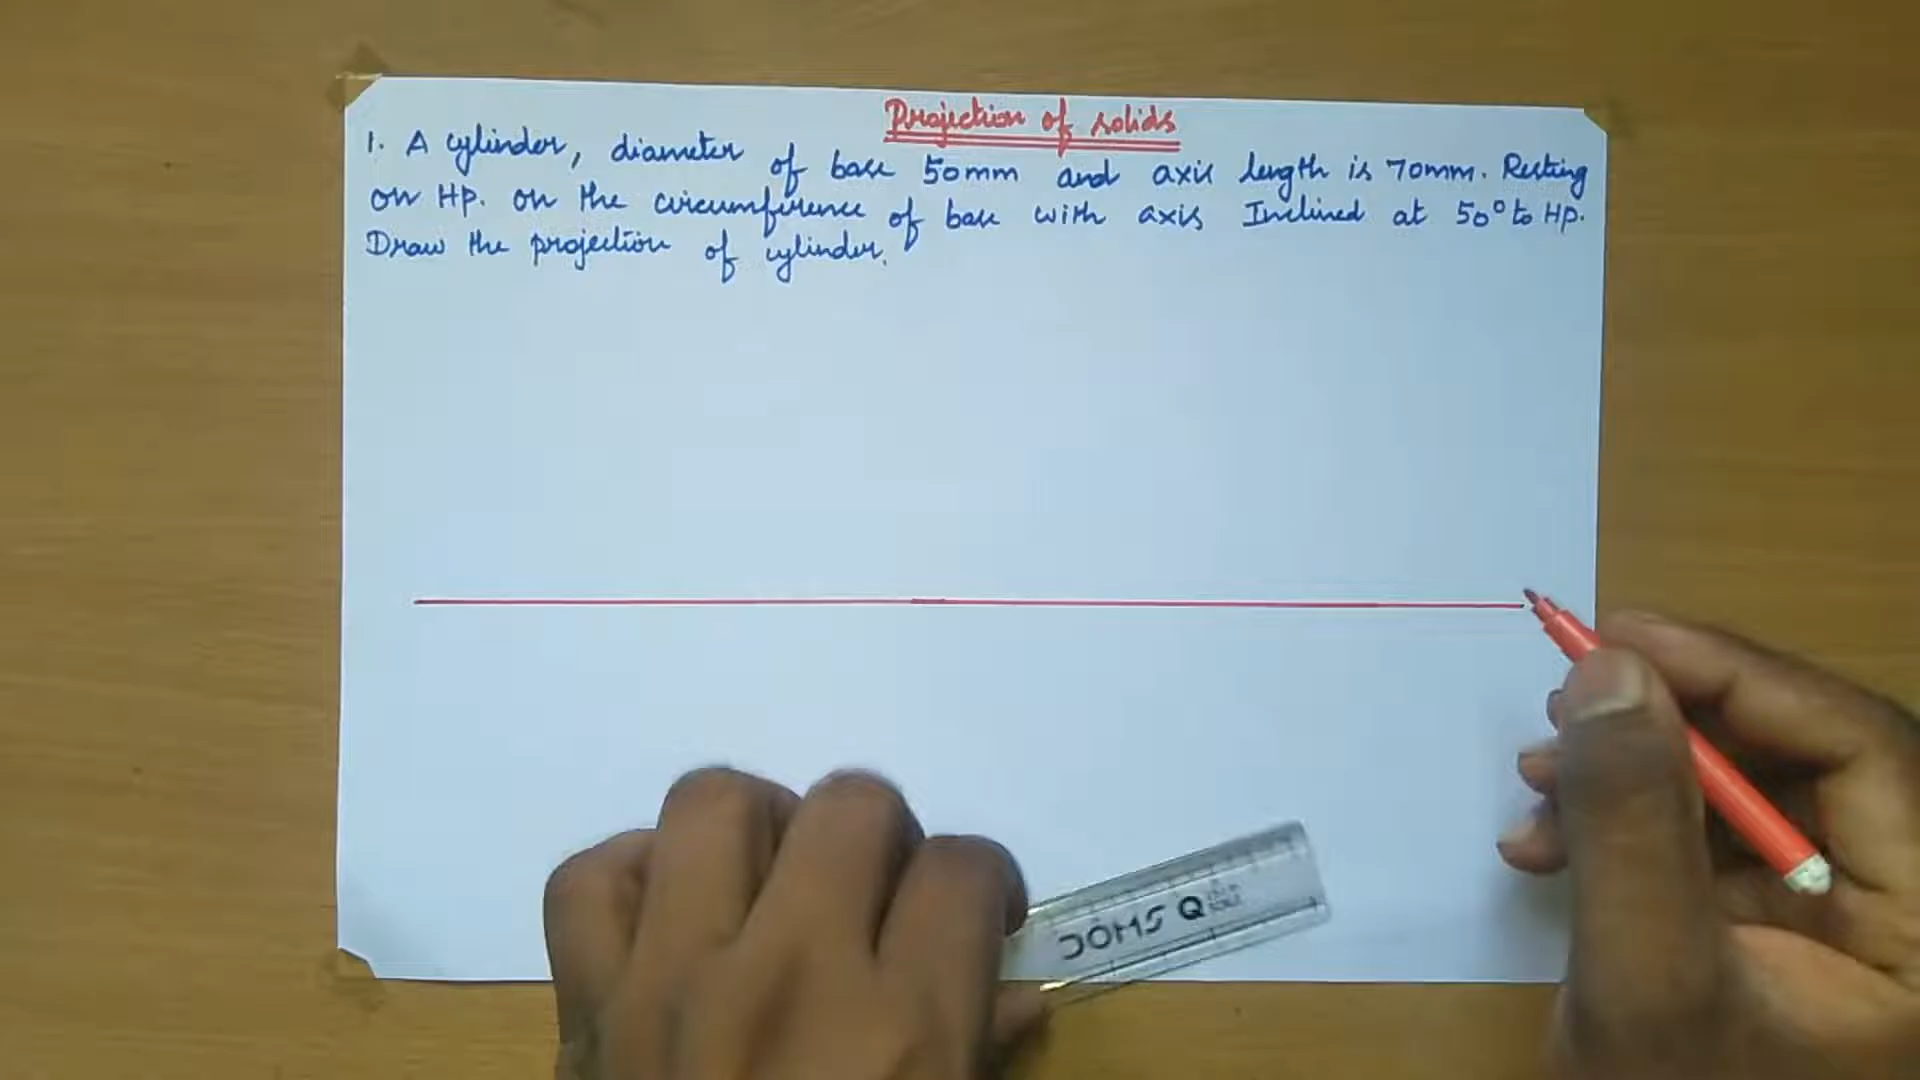 Projection of solids
1. A cylinder, diameter of base 50mm and axis length is 70mm. Resting
on HP. on the circumference of base with axis Inclined at 50° to HP.
Draw the projection of cylinder.
DOMS Q